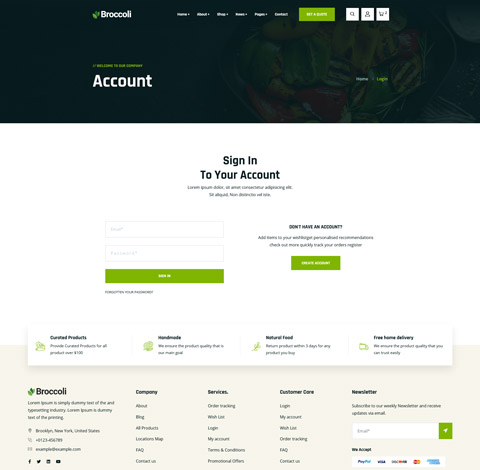 Broccoli
Home About Shop News Pages Contact
GET A QUOTE
0
// WELCOME TO OUR COMPANY
Account
Home Login
Sign In
To Your Account
Lorem ipsum dolor, sit amet consectetur adipisicing elit.
Sit aliquid, Non distinctio vel iste.
Email*
Password*
SIGN IN
FORGOTTEN YOUR PASSWORD?
DON'T HAVE AN ACCOUNT?
Add items to your wishlistget personalised recommendations
check out more quickly track your orders register
CREATE ACCOUNT
Curated Products
Provide Curated Products for all
product over $100
Handmade
We ensure the product quality that is
our main goal
Natural Food
Return product within 3 days for any
product you buy
Free home delivery
We ensure the product quality that you
can trust easily
Broccoli
Lorem Ipsum is simply dummy text of the and
typesetting industry. Lorem Ipsum is dummy
text of the printing.
Brooklyn, New York, United States
+0123-456789
example@example.com
Company
About
Blog
All Products
Locations Map
FAQ
Contact us
Services.
Order tracking
Wish List
Login
My account
Terms & Conditions
Promotional Offers
Customer Care
Login
My account
Wish List
Order tracking
FAQ
Contact us
Newsletter
Subscribe to our weekly Newsletter and receive
updates via email.
Email*
We Accept
PayPal VISA